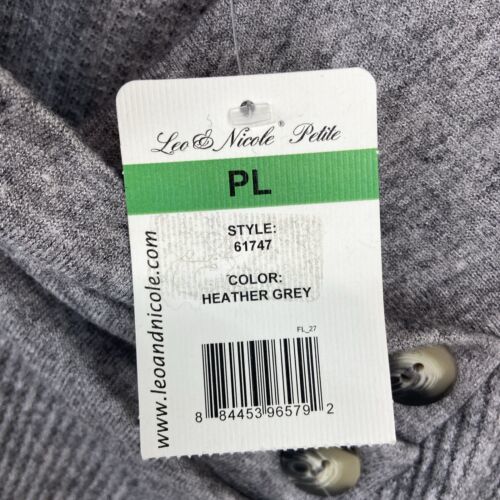 Leo & Nicole® Petite
PL
STYLE:
61747
COLOR:
HEATHER GREY
FL_27
8 84453 96579 2
www.leoandnicole.com